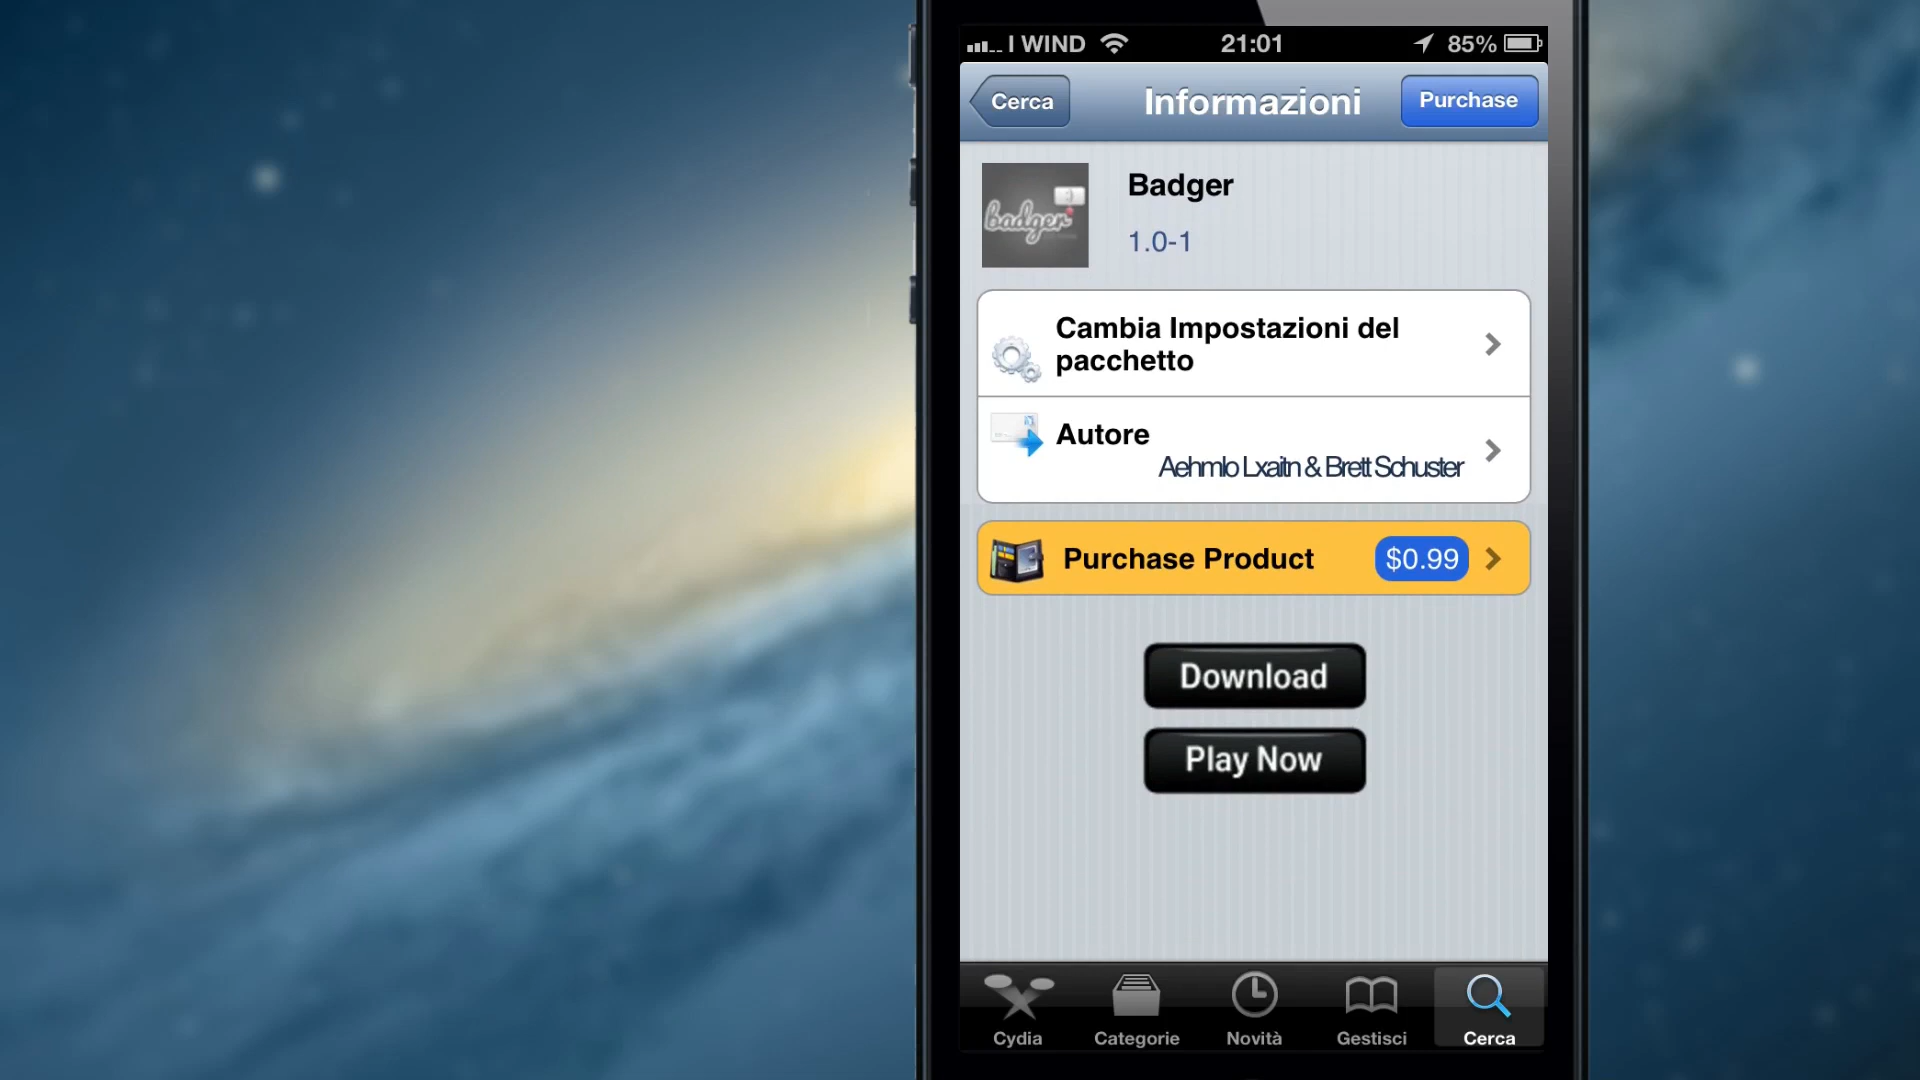 I WIND 21:01 85%
Cerca Informazioni Purchase
badger
Badger
1.0-1
Cambia Impostazioni del
pacchetto
Autore
Aehmlo Lxaitn & Brett Schuster
Purchase Product $0.99
Download
Play Now
Cydia Categorie Novità Gestisci Cerca